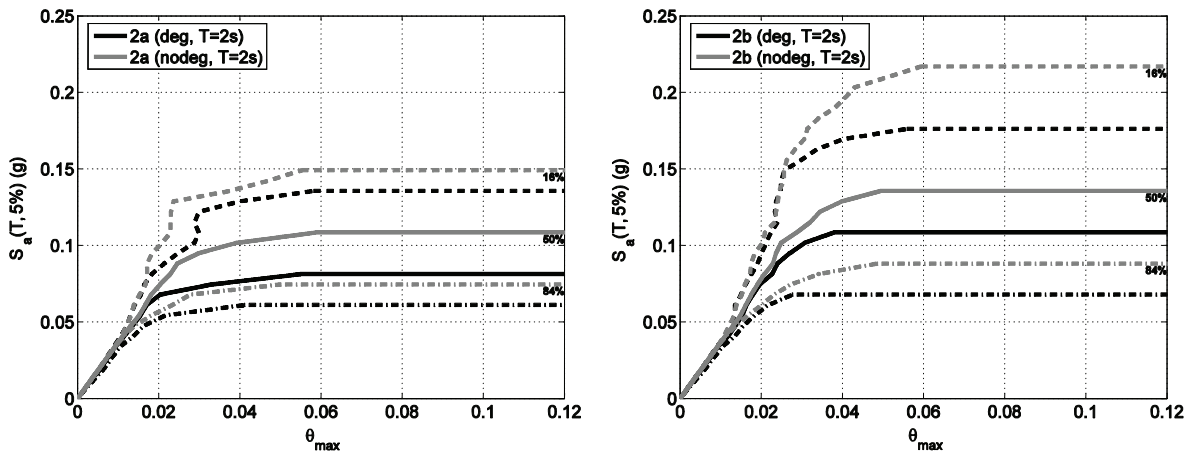 0.25
0.2
0.15
0.1
0.05
0
S_a(T, 5%) (g)
2a (deg, T=2s)
2a (nodeg, T=2s)
16%
50%
84%
0 0.02 0.04 0.06 0.08 0.1 0.12
θ_max
0.25
0.2
0.15
0.1
0.05
0
S_a(T, 5%) (g)
2b (deg, T=2s)
2b (nodeg, T=2s)
16%
50%
84%
0 0.02 0.04 0.06 0.08 0.1 0.12
θ_max